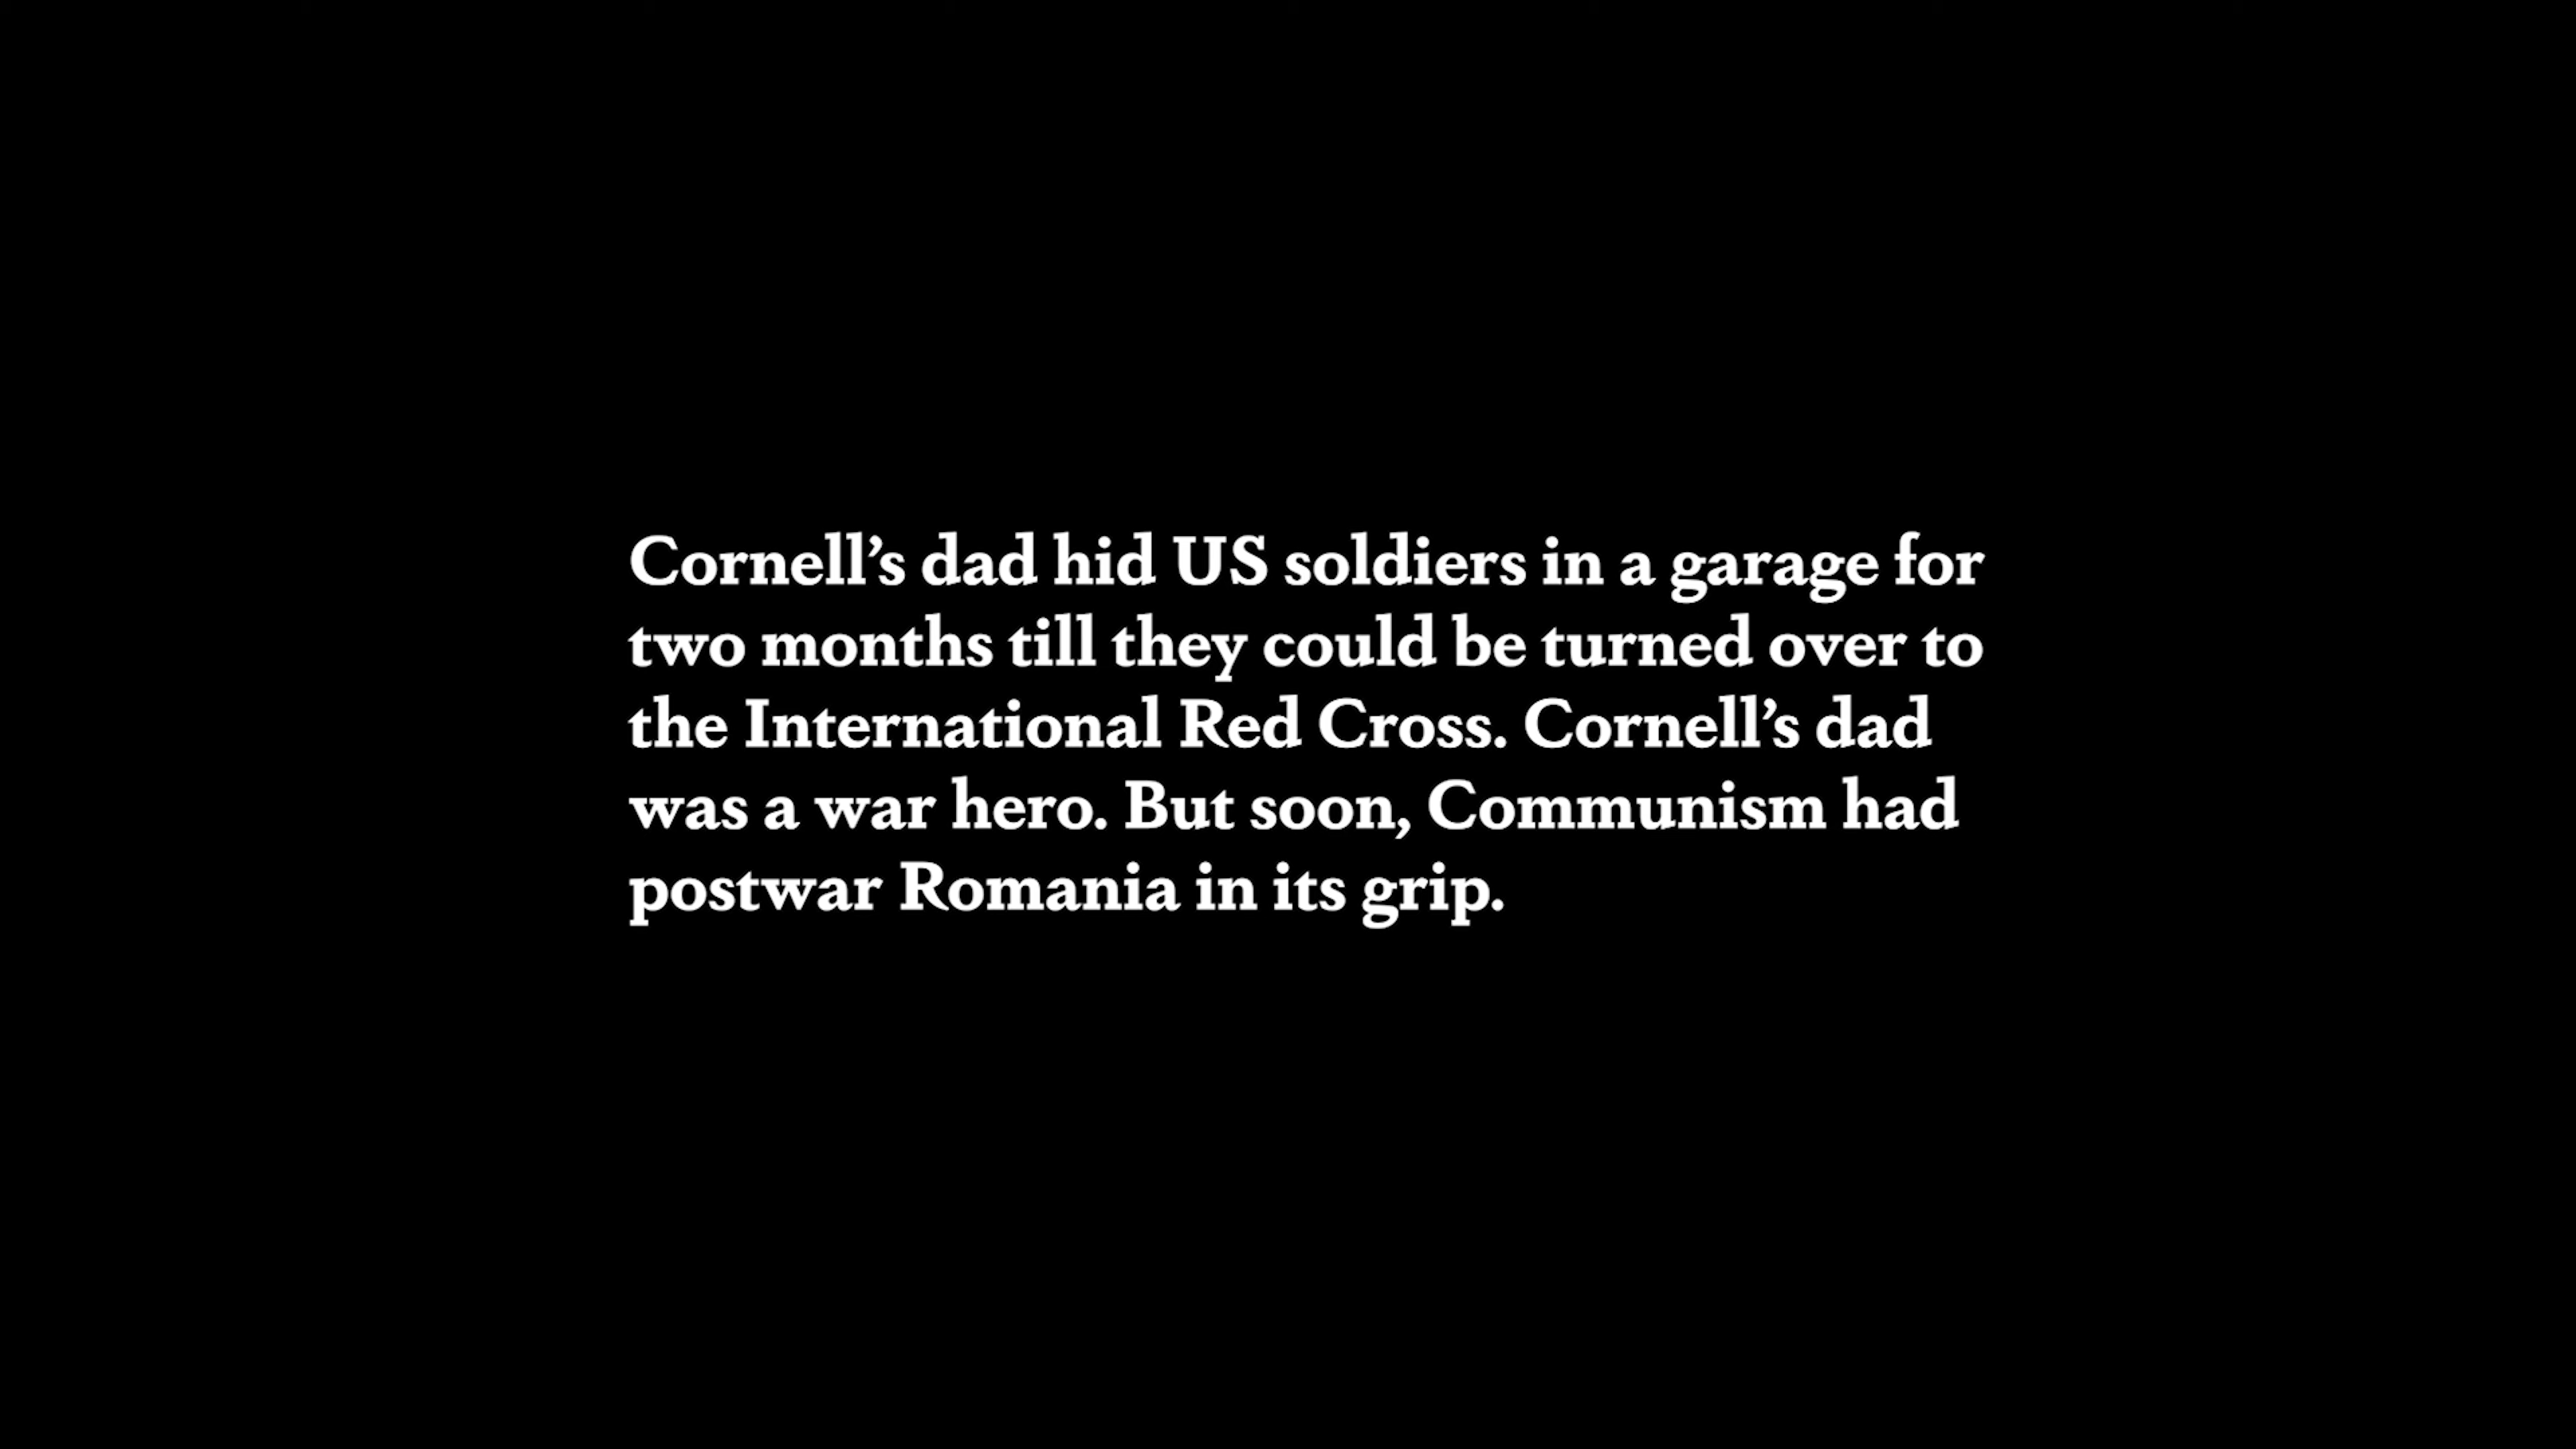 Cornell’s dad hid US soldiers in a garage for
two months till they could be turned over to
the International Red Cross. Cornell’s dad
was a war hero. But soon, Communism had
postwar Romania in its grip.